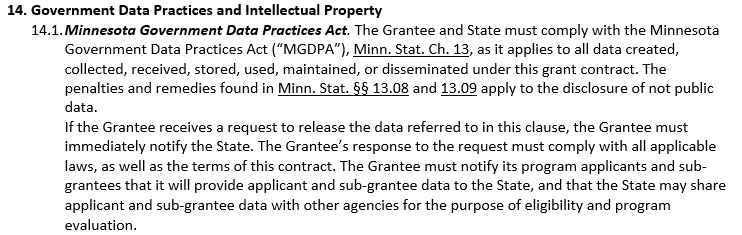 14. Government Data Practices and Intellectual Property
14.1. Minnesota Government Data Practices Act. The Grantee and State must comply with the Minnesota
Government Data Practices Act (“MGDPA”), Minn. Stat. Ch. 13, as it applies to all data created,
collected, received, stored, used, maintained, or disseminated under this grant contract. The
penalties and remedies found in Minn. Stat. §§ 13.08 and 13.09 apply to the disclosure of not public
data.
If the Grantee receives a request to release the data referred to in this clause, the Grantee must
immediately notify the State. The Grantee’s response to the request must comply with all applicable
laws, as well as the terms of this contract. The Grantee must notify its program applicants and sub-
grantees that it will provide applicant and sub-grantee data to the State, and that the State may share
applicant and sub-grantee data with other agencies for the purpose of eligibility and program
evaluation.